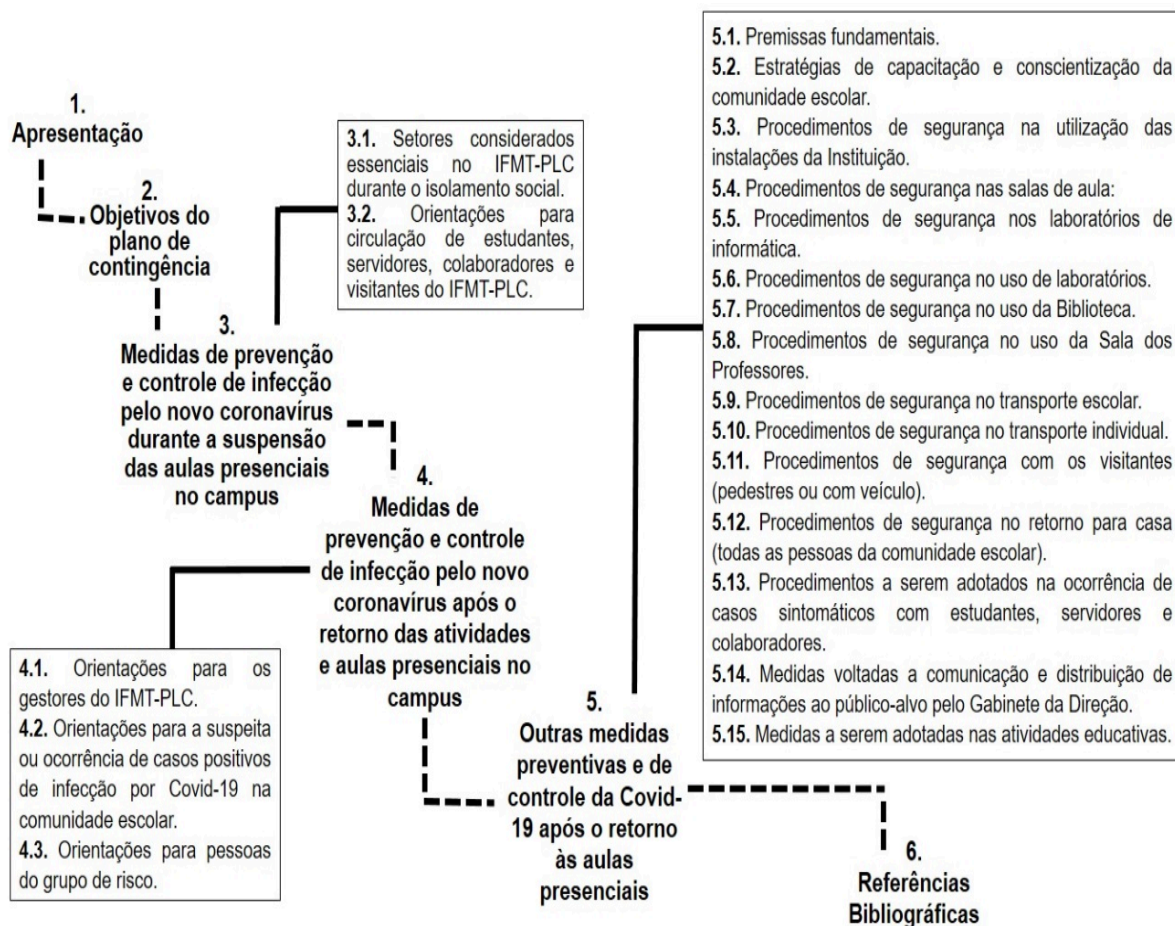 1.
Apresentação
2.
Objetivos do
plano de
contingência
3.
Medidas de prevenção
e controle de infecção
pelo novo coronavírus
durante a suspensão
das aulas presenciais
no campus
3.1. Setores considerados
essenciais no IFMT-PLC
durante o isolamento social.
3.2. Orientações para
circulação de estudantes,
servidores, colaboradores e
visitantes do IFMT-PLC.
4.
Medidas de
prevenção e controle
de infecção pelo novo
coronavírus após o
retorno das atividades
e aulas presenciais no
campus
4.1. Orientações para os
gestores do IFMT-PLC.
4.2. Orientações para a suspeita
ou ocorrência de casos positivos
de infecção por Covid-19 na
comunidade escolar.
4.3. Orientações para pessoas
do grupo de risco.
5.
Outras medidas
preventivas e de
controle da Covid-
19 após o retorno
às aulas
presenciais
5.1. Premissas fundamentais.
5.2. Estratégias de capacitação e conscientização da
comunidade escolar.
5.3. Procedimentos de segurança na utilização das
instalações da Instituição.
5.4. Procedimentos de segurança nas salas de aula:
5.5. Procedimentos de segurança nos laboratórios de
informática.
5.6. Procedimentos de segurança no uso de laboratórios.
5.7. Procedimentos de segurança no uso da Biblioteca.
5.8. Procedimentos de segurança no uso da Sala dos
Professores.
5.9. Procedimentos de segurança no transporte escolar.
5.10. Procedimentos de segurança no transporte individual.
5.11. Procedimentos de segurança com os visitantes
(pedestres ou com veículo).
5.12. Procedimentos de segurança no retorno para casa
(todas as pessoas da comunidade escolar).
5.13. Procedimentos a serem adotados na ocorrência de
casos sintomáticos com estudantes, servidores e
colaboradores.
5.14. Medidas voltadas a comunicação e distribuição de
informações ao público-alvo pelo Gabinete da Direção.
5.15. Medidas a serem adotadas nas atividades educativas.
6.
Referências
Bibliográficas